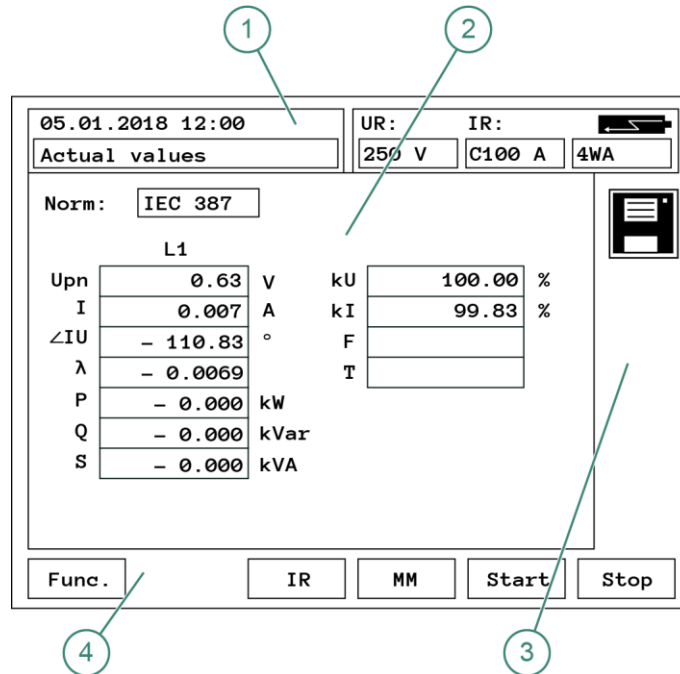 1
2
05.01.2018 12:00
UR: IR:
Actual values
250 V C100 A 4WA
Norm: IEC 387
L1
Upn 0.63 V kU 100.00 %
I 0.007 A kI 99.83 %
∠IU – 110.83 ° F
λ – 0.0069 T
P – 0.000 kW
Q – 0.000 kVar
S – 0.000 kVA
Func. IR MM Start Stop
4
3